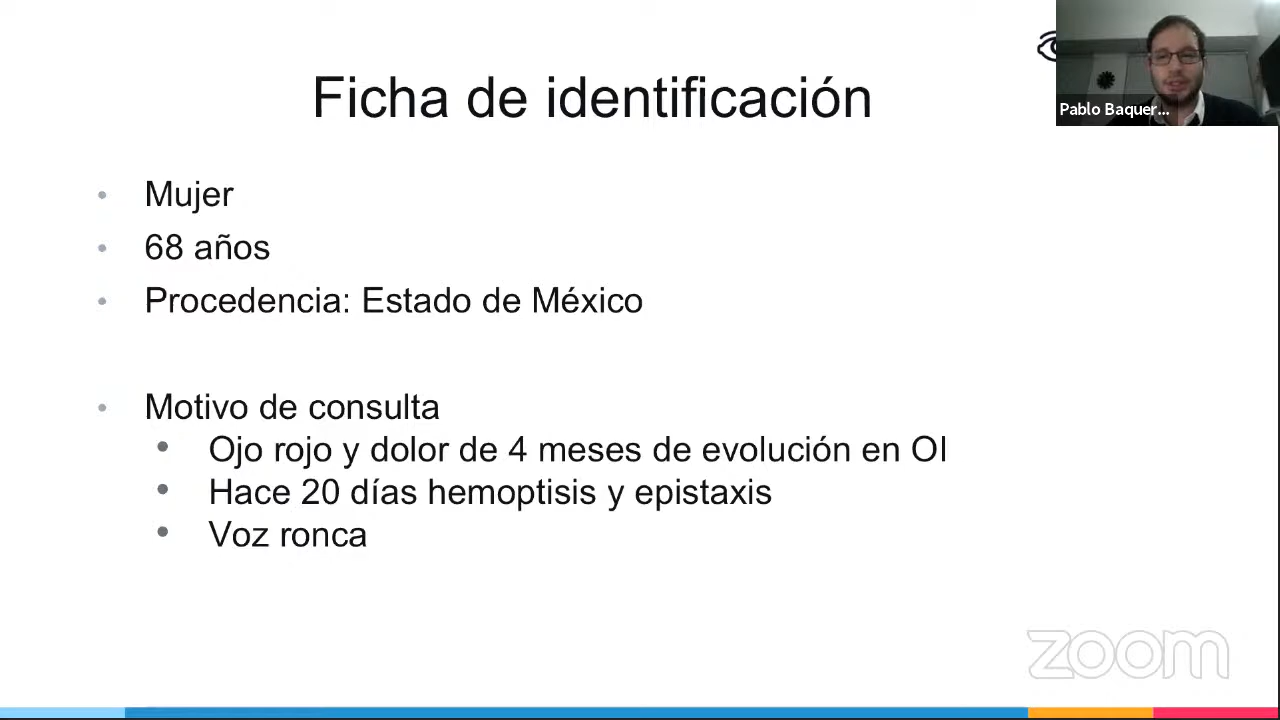 Ficha de identificación
Pablo Baquer...
Mujer
68 años
Procedencia: Estado de México
Motivo de consulta
Ojo rojo y dolor de 4 meses de evolución en OI
Hace 20 días hemoptisis y epistaxis
Voz ronca
zoom